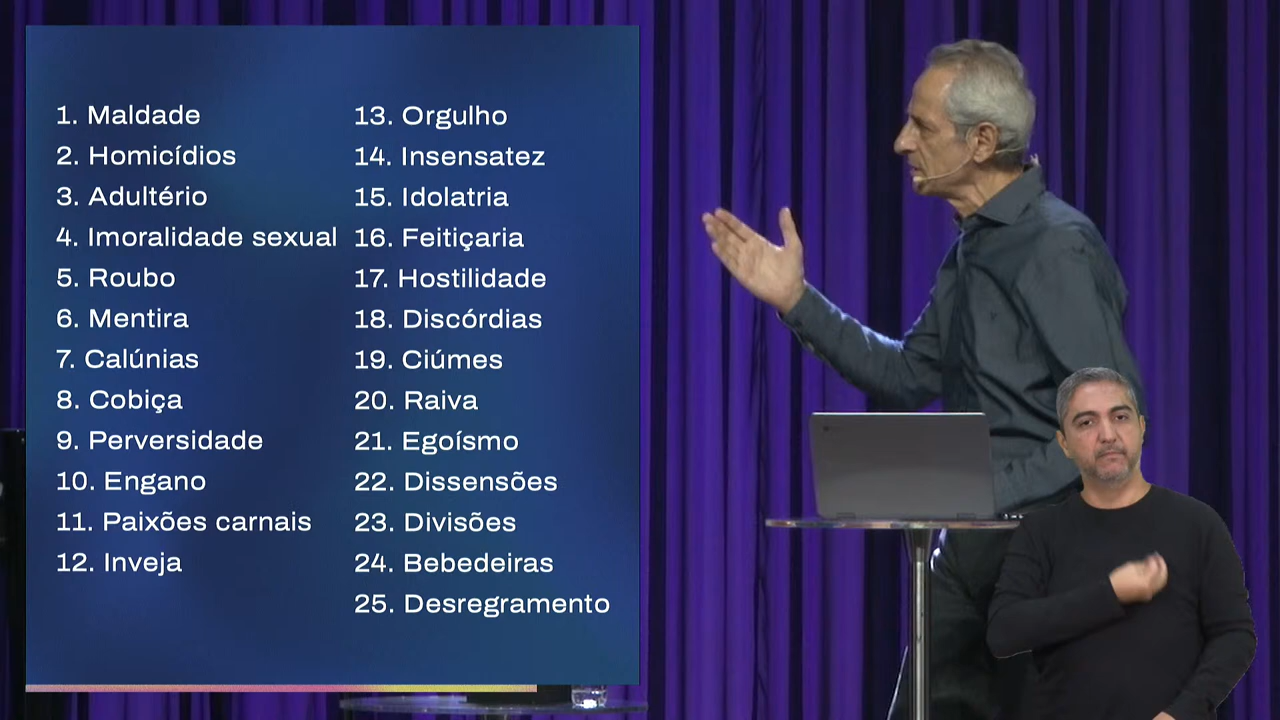 1. Maldade
2. Homicídios
3. Adultério
4. Imoralidade sexual
5. Roubo
6. Mentira
7. Calúnias
8. Cobiça
9. Perversidade
10. Engano
11. Paixões carnais
12. Inveja
13. Orgulho
14. Insensatez
15. Idolatria
16. Feitiçaria
17. Hostilidade
18. Discórdias
19. Ciúmes
20. Raiva
21. Egoísmo
22. Dissensões
23. Divisões
24. Bebedeiras
25. Desregramento